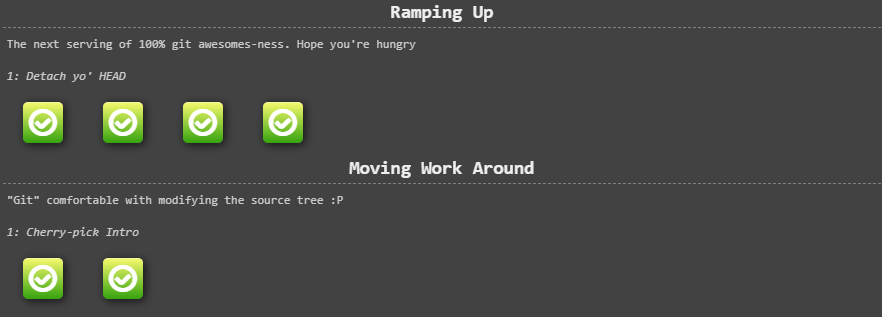 Ramping Up
The next serving of 100% git awesomes-ness. Hope you're hungry
1: Detach yo' HEAD
Moving Work Around
"Git" comfortable with modifying the source tree :P
1: Cherry-pick Intro